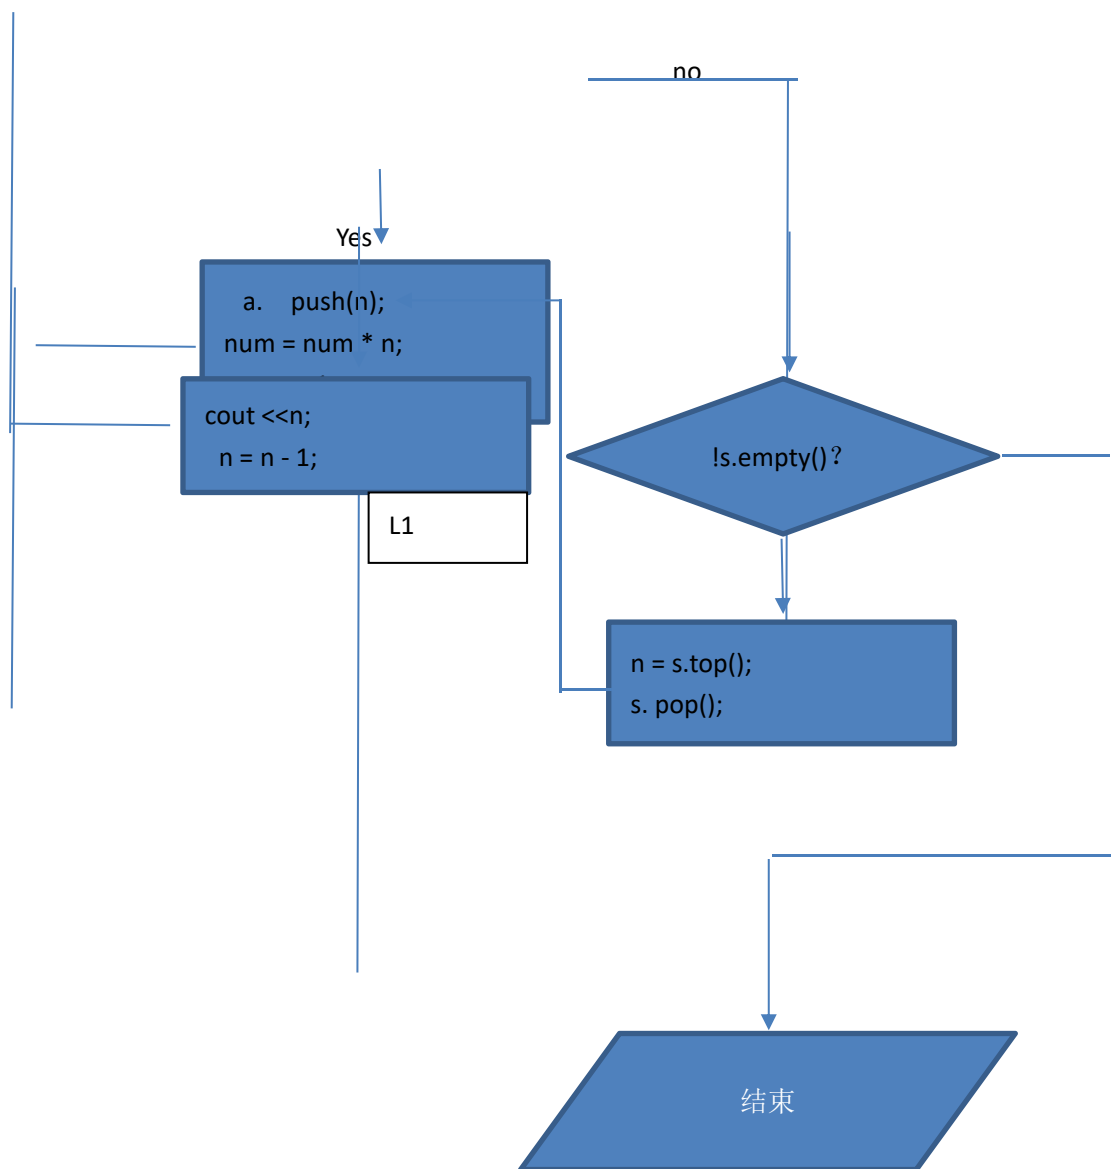 no
Yes
a. push(n);
num = num * n;
cout <<n;
n = n - 1;
!s.empty()？
L1
n = s.top();
s. pop();
结束